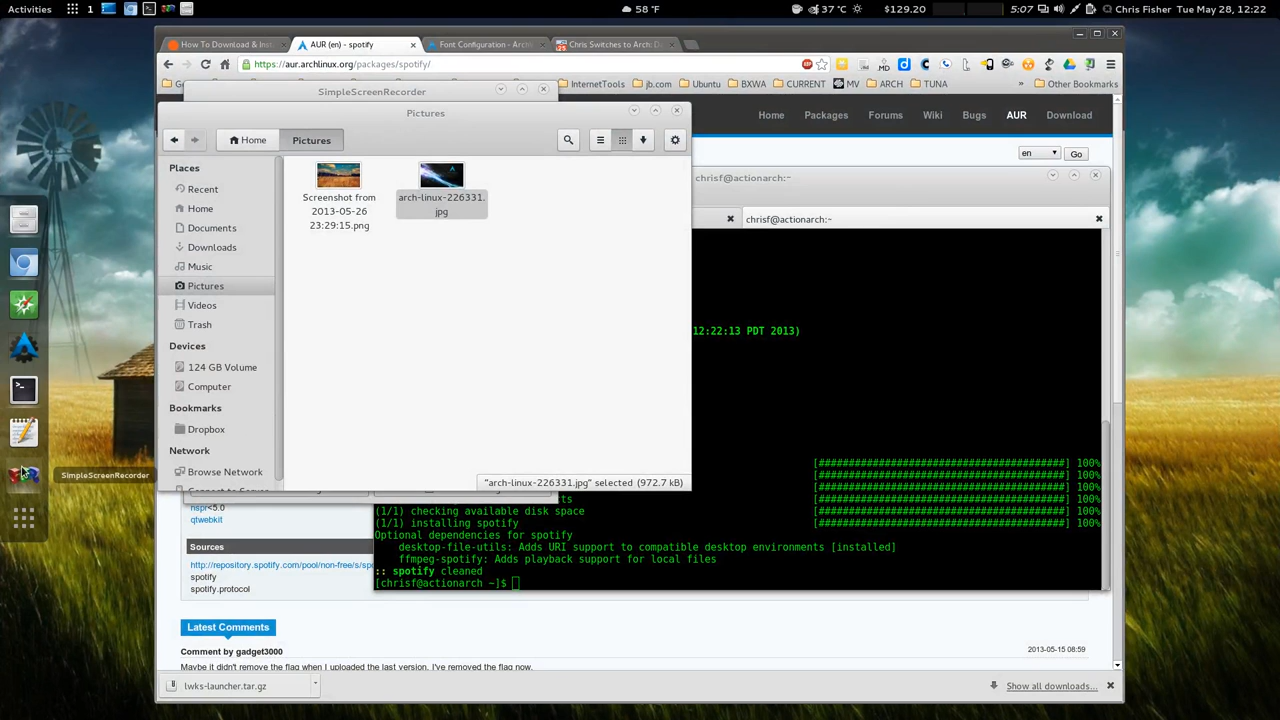 Activities
1
58 °F
37 °C
$129.20
5:07
Chris Fisher
Tue May 28, 12:22
How To Download & Inst
AUR (en) - spotify
Font Configuration - Arch
Chris Switches to Arch: D
https://aur.archlinux.org/packages/spotify/
InternetTools
jb.com
Ubuntu
BXWA
CURRENT
MV
ARCH
TUNA
Other Bookmarks
SimpleScreenRecorder
Home
Packages
Forums
Wiki
Bugs
AUR
Download
en
Go
Pictures
Home
Pictures
Places
Recent
Home
Documents
Downloads
Music
Pictures
Videos
Trash
Devices
124 GB Volume
Computer
Bookmarks
Dropbox
Network
Browse Network
Screenshot from
2013-05-26
23:29:15.png
arch-linux-226331.
jpg
"arch-linux-226331.jpg" selected (972.7 kB)
SimpleScreenRecorder
chrisf@actionarch:~
chrisf@actionarch:~
12:22:13 PDT 2013)
[######################################] 100%
[######################################] 100%
[######################################] 100%
[######################################] 100%
(1/1) checking available disk space [######################################] 100%
(1/1) installing spotify [######################################] 100%
Optional dependencies for spotify
desktop-file-utils: Adds URI support to compatible desktop environments [installed]
ffmpeg-spotify: Adds playback support for local files
:: spotify cleaned
[chrisf@actionarch ~]$
nspr<5.0
qtwebkit
Sources
http://repository.spotify.com/pool/non-free/s/spo
spotify
spotify.protocol
Latest Comments
Comment by gadget3000
2013-05-15 08:59
Maybe it didn't remove the flag when I uploaded the last version. I've removed the flag now.
lwks-launcher.tar.gz
Show all downloads...